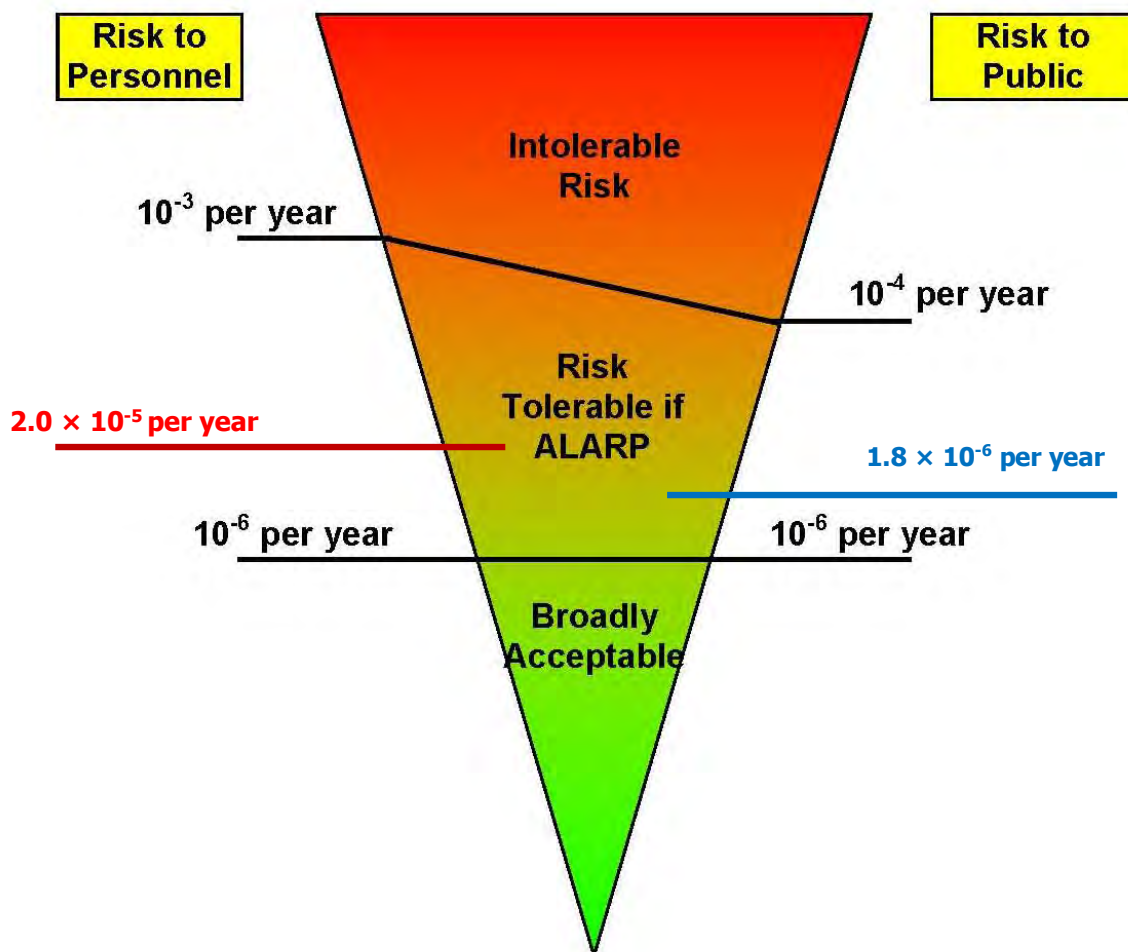 Risk to
Personnel
Risk to
Public
Intolerable
Risk
10⁻³ per year
10⁻⁴ per year
Risk
Tolerable if
ALARP
2.0 × 10⁻⁵ per year
1.8 × 10⁻⁶ per year
10⁻⁶ per year
10⁻⁶ per year
Broadly
Acceptable